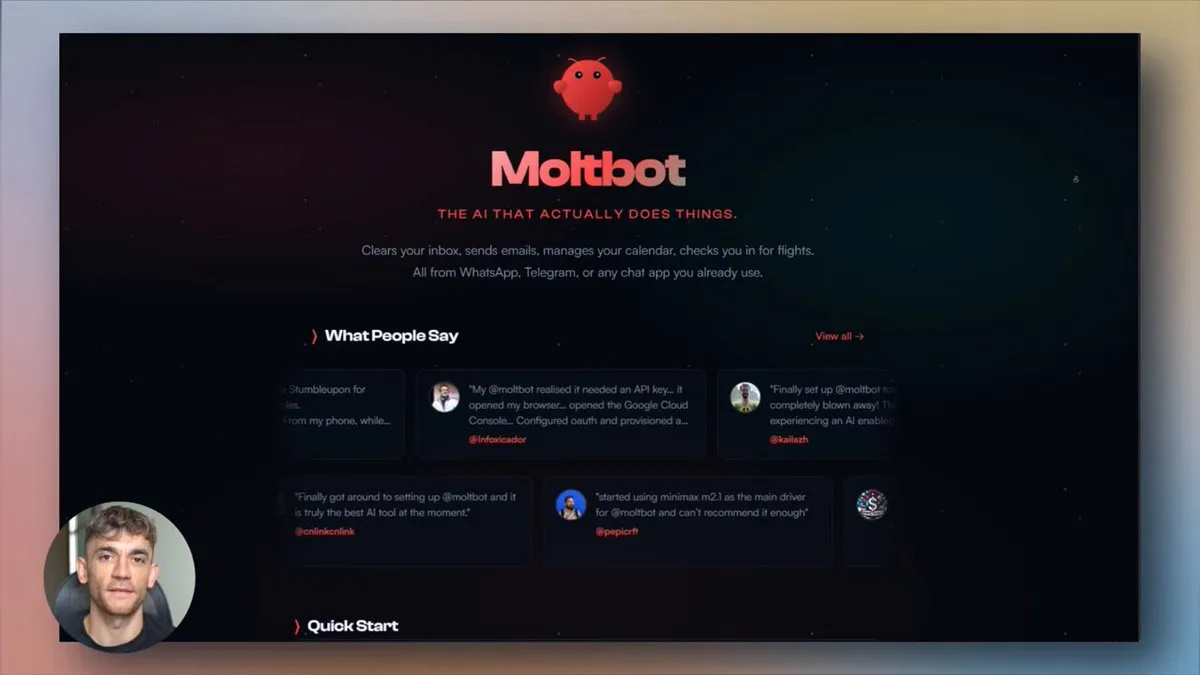 Moltbot
THE AI THAT ACTUALLY DOES THINGS.
Clears your inbox, sends emails, manages your calendar, checks you in for flights.
All from WhatsApp, Telegram, or any chat app you already use.
⟩ What People Say
View all →
Stumbleupon for
From my phone, while...
"My @moltbot realised it needed an API key... it
opened my browser... opened the Google Cloud
Console... Configured oauth and provisioned a...
@Infoxicador
"Finally set up @moltbot
completely blown away!
experiencing an AI enabled
@kailazh
"Finally got around to setting up @moltbot and it
is truly the best AI tool at the moment."
@cnlinkcnlink
"started using minimax m2.1 as the main driver
for @moltbot and can't recommend it enough"
@pepicrft
$
⟩ Quick Start